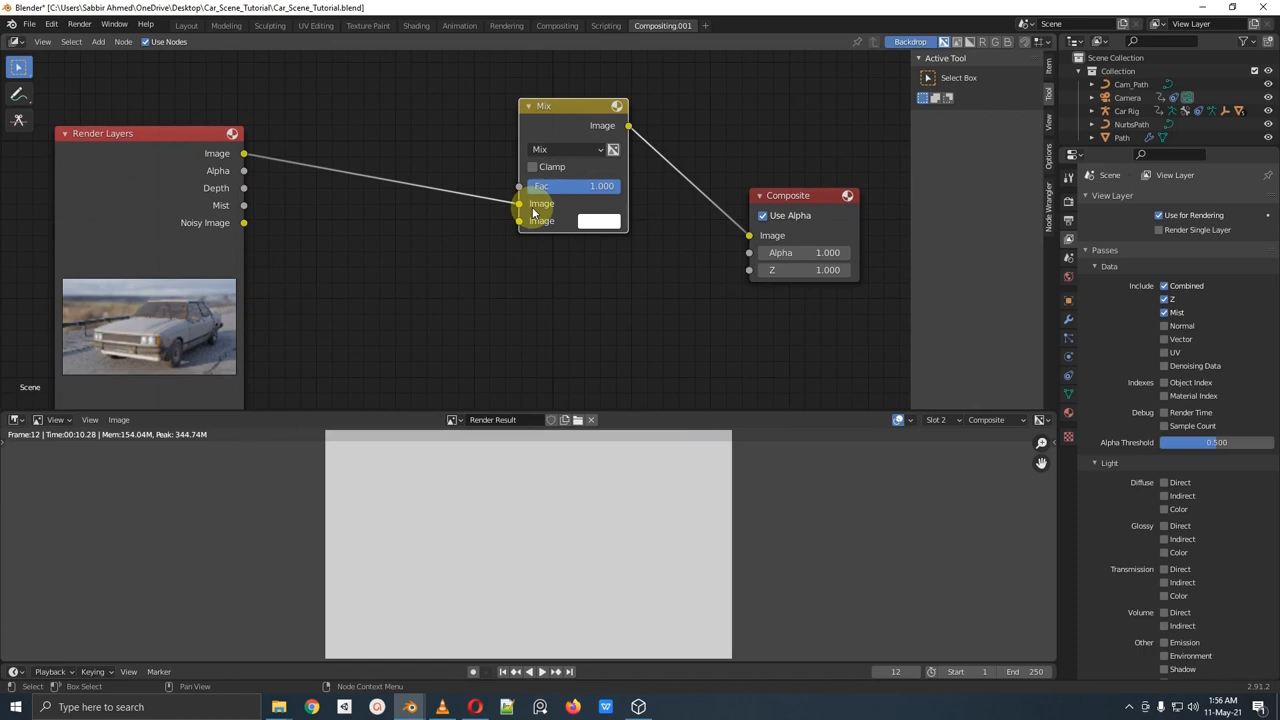 Blender* [C:\Users\Sabbir Ahmed\OneDrive\Desktop\Car_Scene_Tutorial\Car_Scene_Tutorial.blend]
File Edit Render Window Help Layout Modeling Sculpting UV Editing Texture Paint Shading Animation Rendering Compositing Scripting Compositing.001 + Scene View Layer
View Select Add Node Use Nodes Backdrop R G B
Active Tool
Select Box
Item
Tool
View
Options
Node Wrangler
Scene Collection
Collection
Cam_Path
Camera
Car Rig
NurbsPath
Path
Render Layers
Image
Alpha
Depth
Mist
Noisy Image
Mix
Image
Mix
Clamp
Fac 1.000
Image
Image
Composite
Use Alpha
Image
Alpha 1.000
Z 1.000
Scene
Scene View Layer
View Layer
Use for Rendering
Render Single Layer
Passes
Data
Include Combined
Z
Mist
Normal
Vector
UV
Denoising Data
Indexes Object Index
Material Index
Debug Render Time
Sample Count
Alpha Threshold 0.500
Light
Diffuse Direct
Indirect
Color
Glossy Direct
Indirect
Color
Transmission Direct
Indirect
Color
Volume Direct
Indirect
Other Emission
Environment
Shadow
View View Image Render Result Slot 2 Composite
Frame:12 | Time:00:10.28 | Mem:154.04M, Peak: 344.74M
Playback Keying View Marker 12 Start 1 End 250
Select Box Select Pan View Node Context Menu 2.91.2
Type here to search
1:56 AM
11-May-21